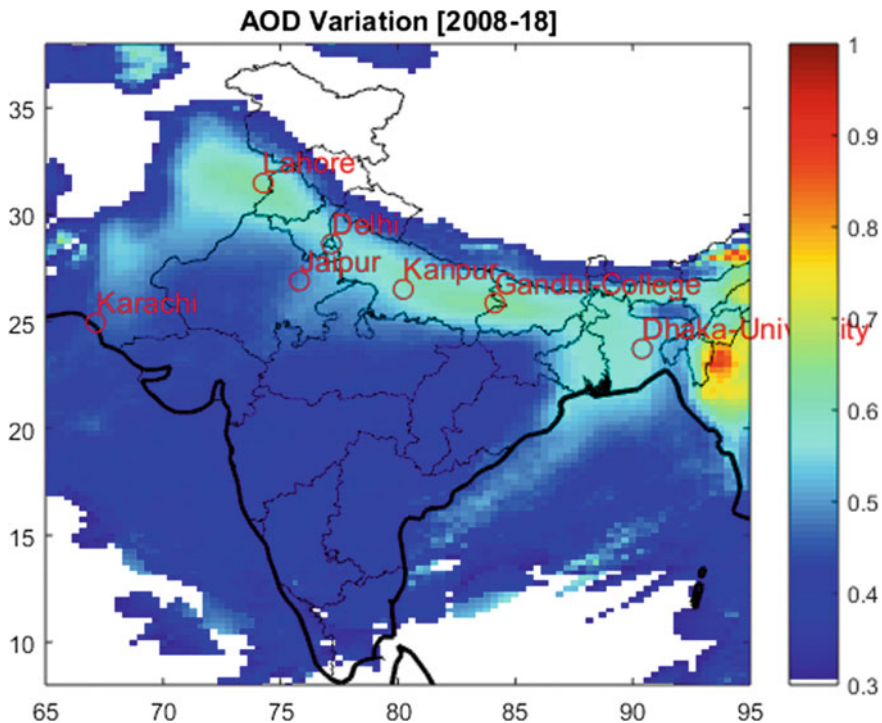 AOD Variation [2008-18]
35
30
25
20
15
10
65
70
75
80
85
90
95
Lahore
Delhi
Jaipur
Kanpur
Gandhi-College
Karachi
Dhaka-University
1
0.9
0.8
0.7
0.6
0.5
0.4
0.3